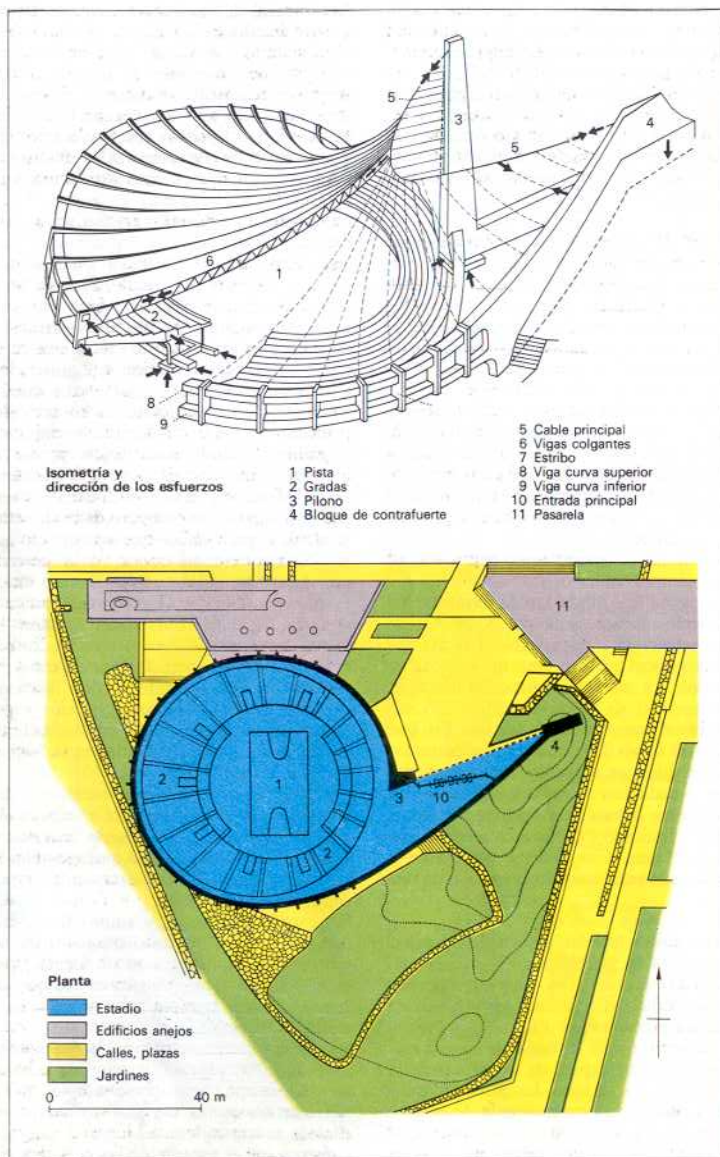 5
3
5
4
6
1
2
8
9
Isometría y
dirección de los esfuerzos
1 Pista
2 Gradas
3 Pilono
4 Bloque de contrafuerte
5 Cable principal
6 Vigas colgantes
7 Estribo
8 Viga curva superior
9 Viga curva inferior
10 Entrada principal
11 Pasarela
11
4
2
1
3
10
2
Planta
Estadio
Edificios anejos
Calles, plazas
Jardines
0
40 m